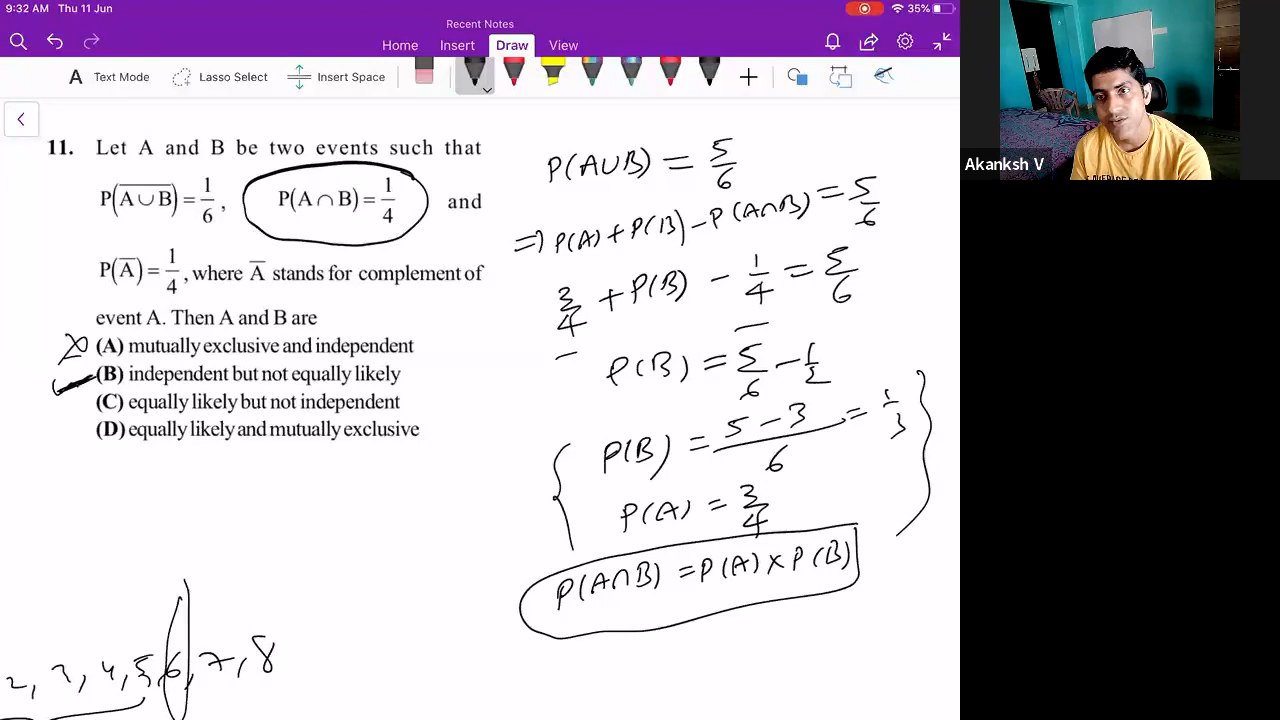 9:32 AM Thu 11 Jun
35%
Recent Notes
Home Insert Draw View
Text Mode Lasso Select Insert Space
Akanksh V
11. Let A and B be two events such that
P(\overline{A ∪ B}) = 1/6, P(A ∩ B) = 1/4 and
P(\overline{A}) = 1/4, where \overline{A} stands for complement of
event A. Then A and B are
(A) mutually exclusive and independent
(B) independent but not equally likely
(C) equally likely but not independent
(D) equally likely and mutually exclusive
P(A∪B) = 5/6
⇒ P(A) + P(B) − P(A∩B) = 5/6
3/4 + P(B) − 1/4 = 5/6
P(B) = 5/6 − 1/2
P(B) = (5 − 3)/6 = 1/3
P(A) = 3/4
P(A∩B) = P(A) × P(B)
2, 3, 4, 5, 6, 7, 8